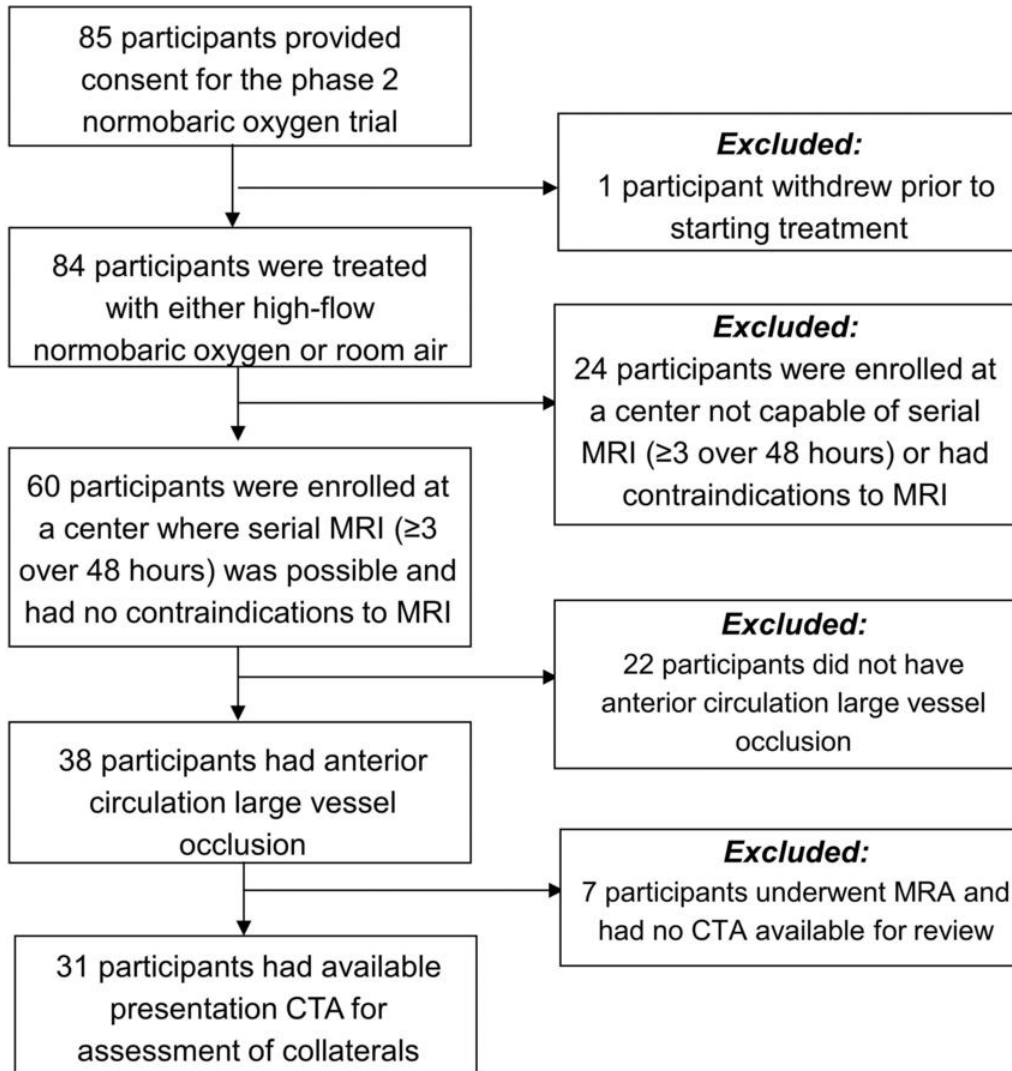 85 participants provided
consent for the phase 2
normobaric oxygen trial
Excluded:
1 participant withdrew prior to
starting treatment
84 participants were treated
with either high-flow
normobaric oxygen or room air
Excluded:
24 participants were enrolled at
a center not capable of serial
MRI (≥3 over 48 hours) or had
contraindications to MRI
60 participants were enrolled at
a center where serial MRI (≥3
over 48 hours) was possible and
had no contraindications to MRI
Excluded:
22 participants did not have
anterior circulation large vessel
occlusion
38 participants had anterior
circulation large vessel
occlusion
Excluded:
7 participants underwent MRA and
had no CTA available for review
31 participants had available
presentation CTA for
assessment of collaterals